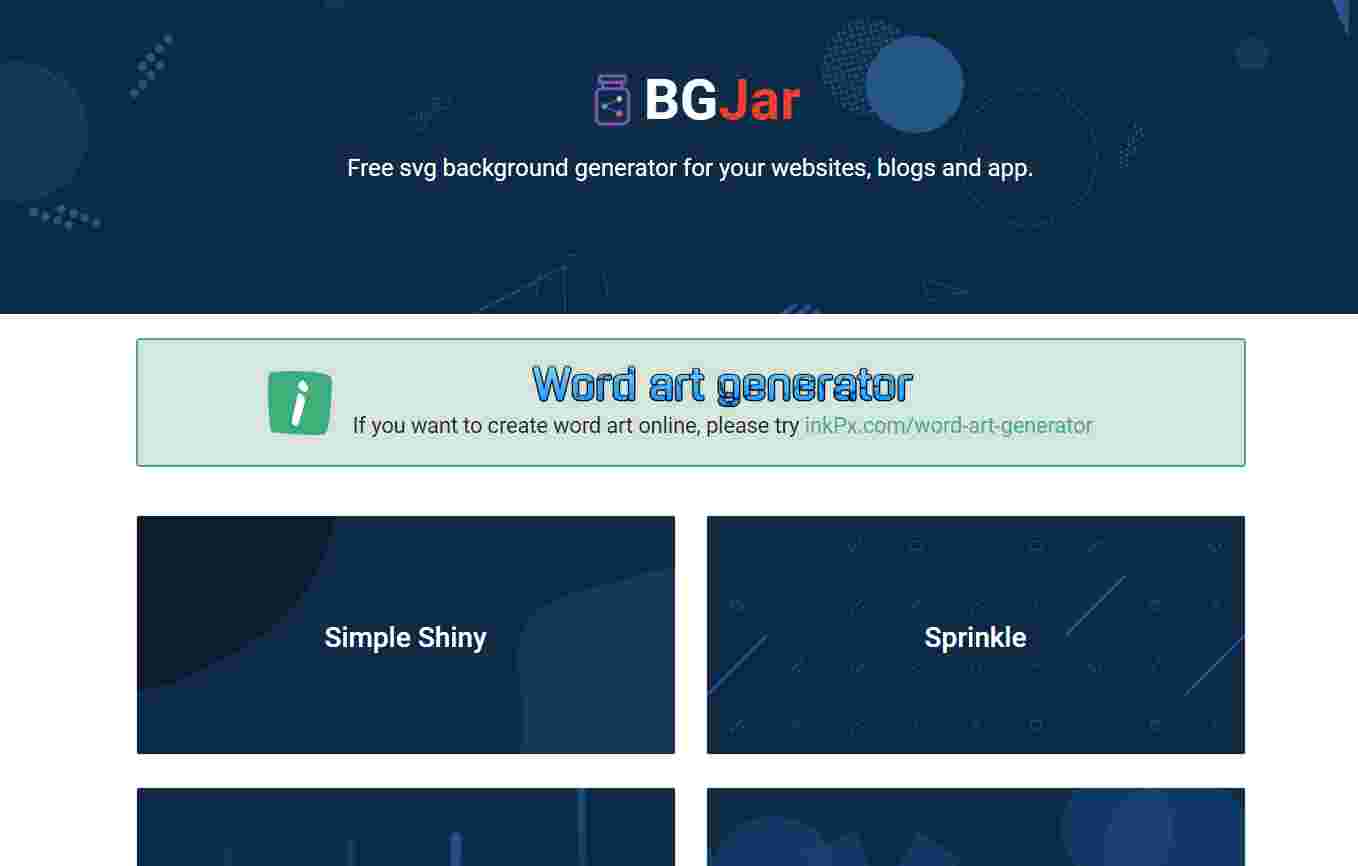 BGJar
Free svg background generator for your websites, blogs and app.
Word art generator
If you want to create word art online, please try inkPx.com/word-art-generator
Simple Shiny
Sprinkle